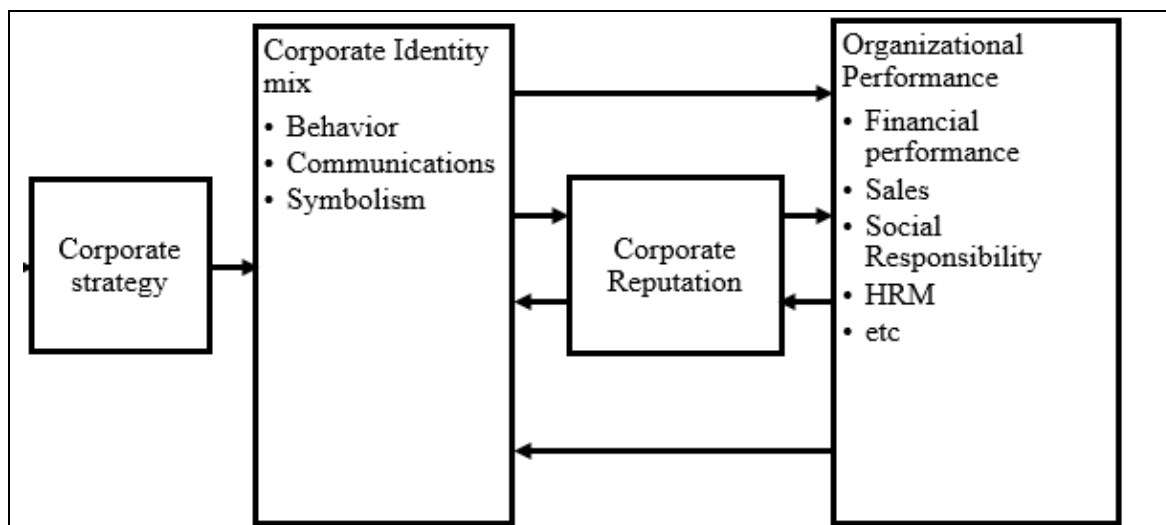 Corporate
strategy
Corporate Identity
mix
• Behavior
• Communications
• Symbolism
Corporate
Reputation
Organizational
Performance
• Financial
performance
• Sales
• Social
Responsibility
• HRM
• etc